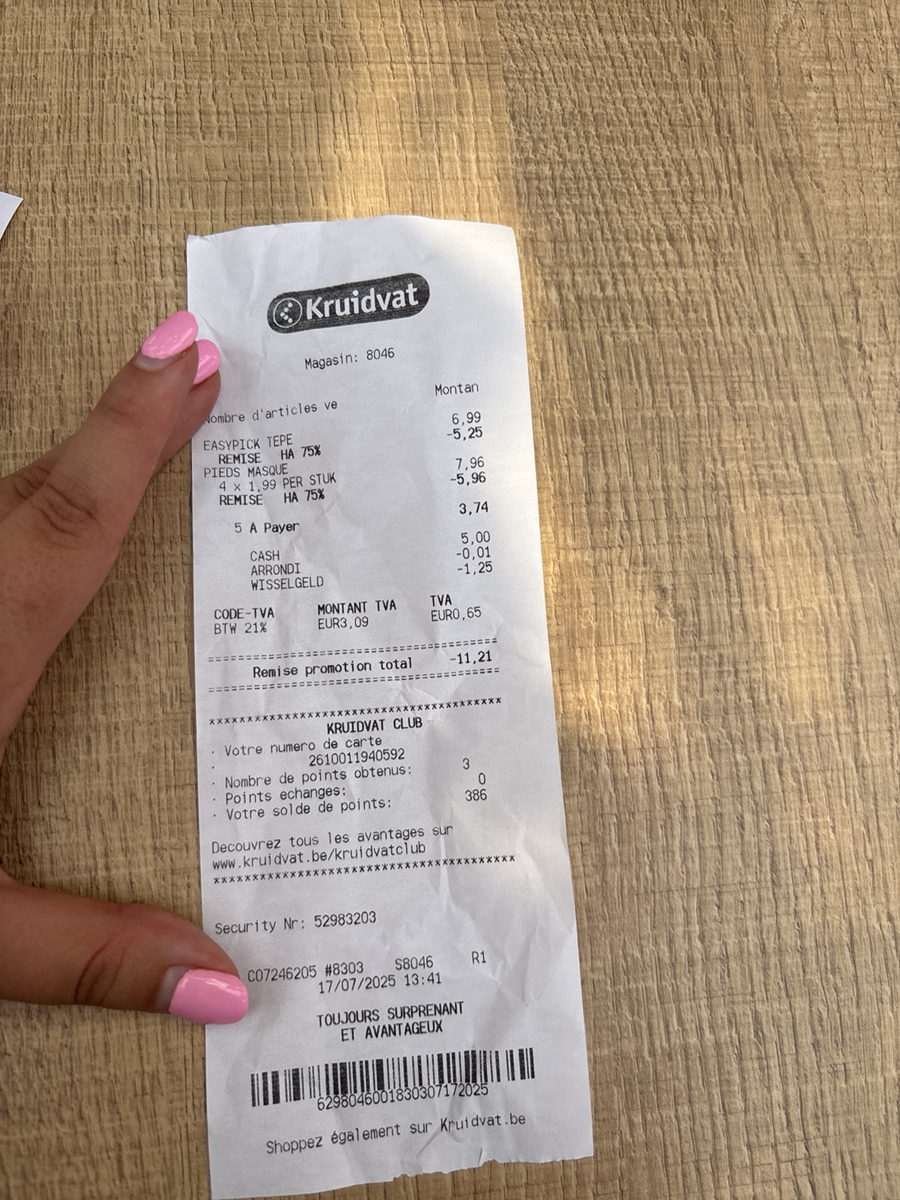 Kruidvat
Magasin: 8046
Montan
Nombre d'articles ve
EASYPICK TEPE 6,99
REMISE HA 75% -5,25
PIEDS MASQUE
4 x 1,99 PER STUK 7,96
REMISE HA 75% -5,96
5 A Payer 3,74
CASH 5,00
ARRONDI -0,01
WISSELGELD -1,25
CODE-TVA MONTANT TVA TVA
BTW 21% EUR3,09 EUR0,65
=====================================
Remise promotion total -11,21
=====================================
**************************************
KRUIDVAT CLUB
· Votre numero de carte
· 2610011940592
· Nombre de points obtenus: 3
· Points echanges: 0
· Votre solde de points: 386
Decouvrez tous les avantages sur
www.kruidvat.be/kruidvatclub
**************************************
Security Nr: 52983203
C07246205 #8303 S8046 R1
17/07/2025 13:41
TOUJOURS SURPRENANT
ET AVANTAGEUX
6298046001830307172025
Shoppez également sur Kruidvat.be